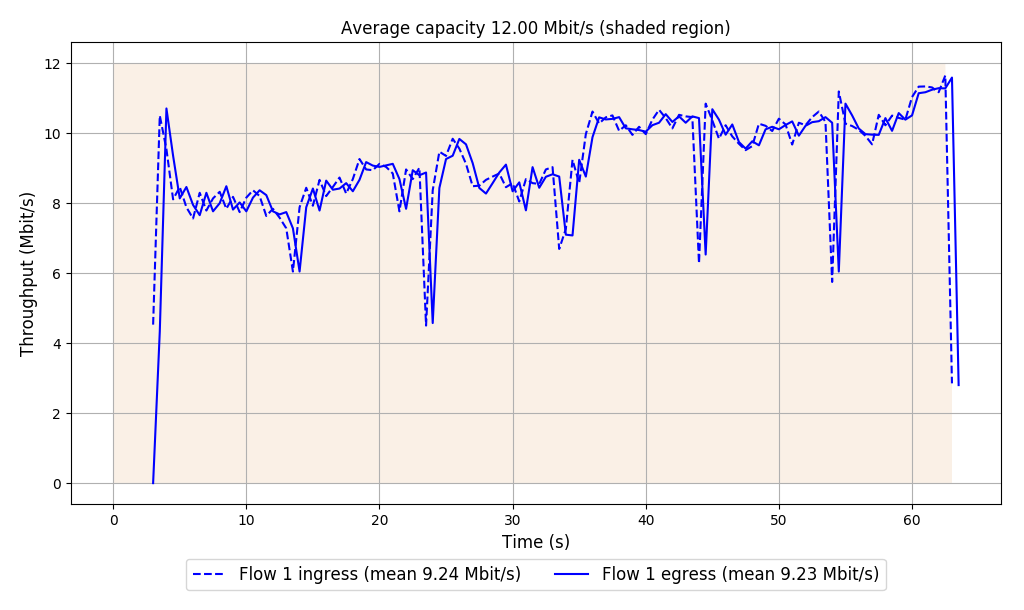 Average capacity 12.00 Mbit/s (shaded region)
Throughput (Mbit/s)
12
10
8
6
4
2
0
0 10 20 30 40 50 60
Time (s)
Flow 1 ingress (mean 9.24 Mbit/s) Flow 1 egress (mean 9.23 Mbit/s)